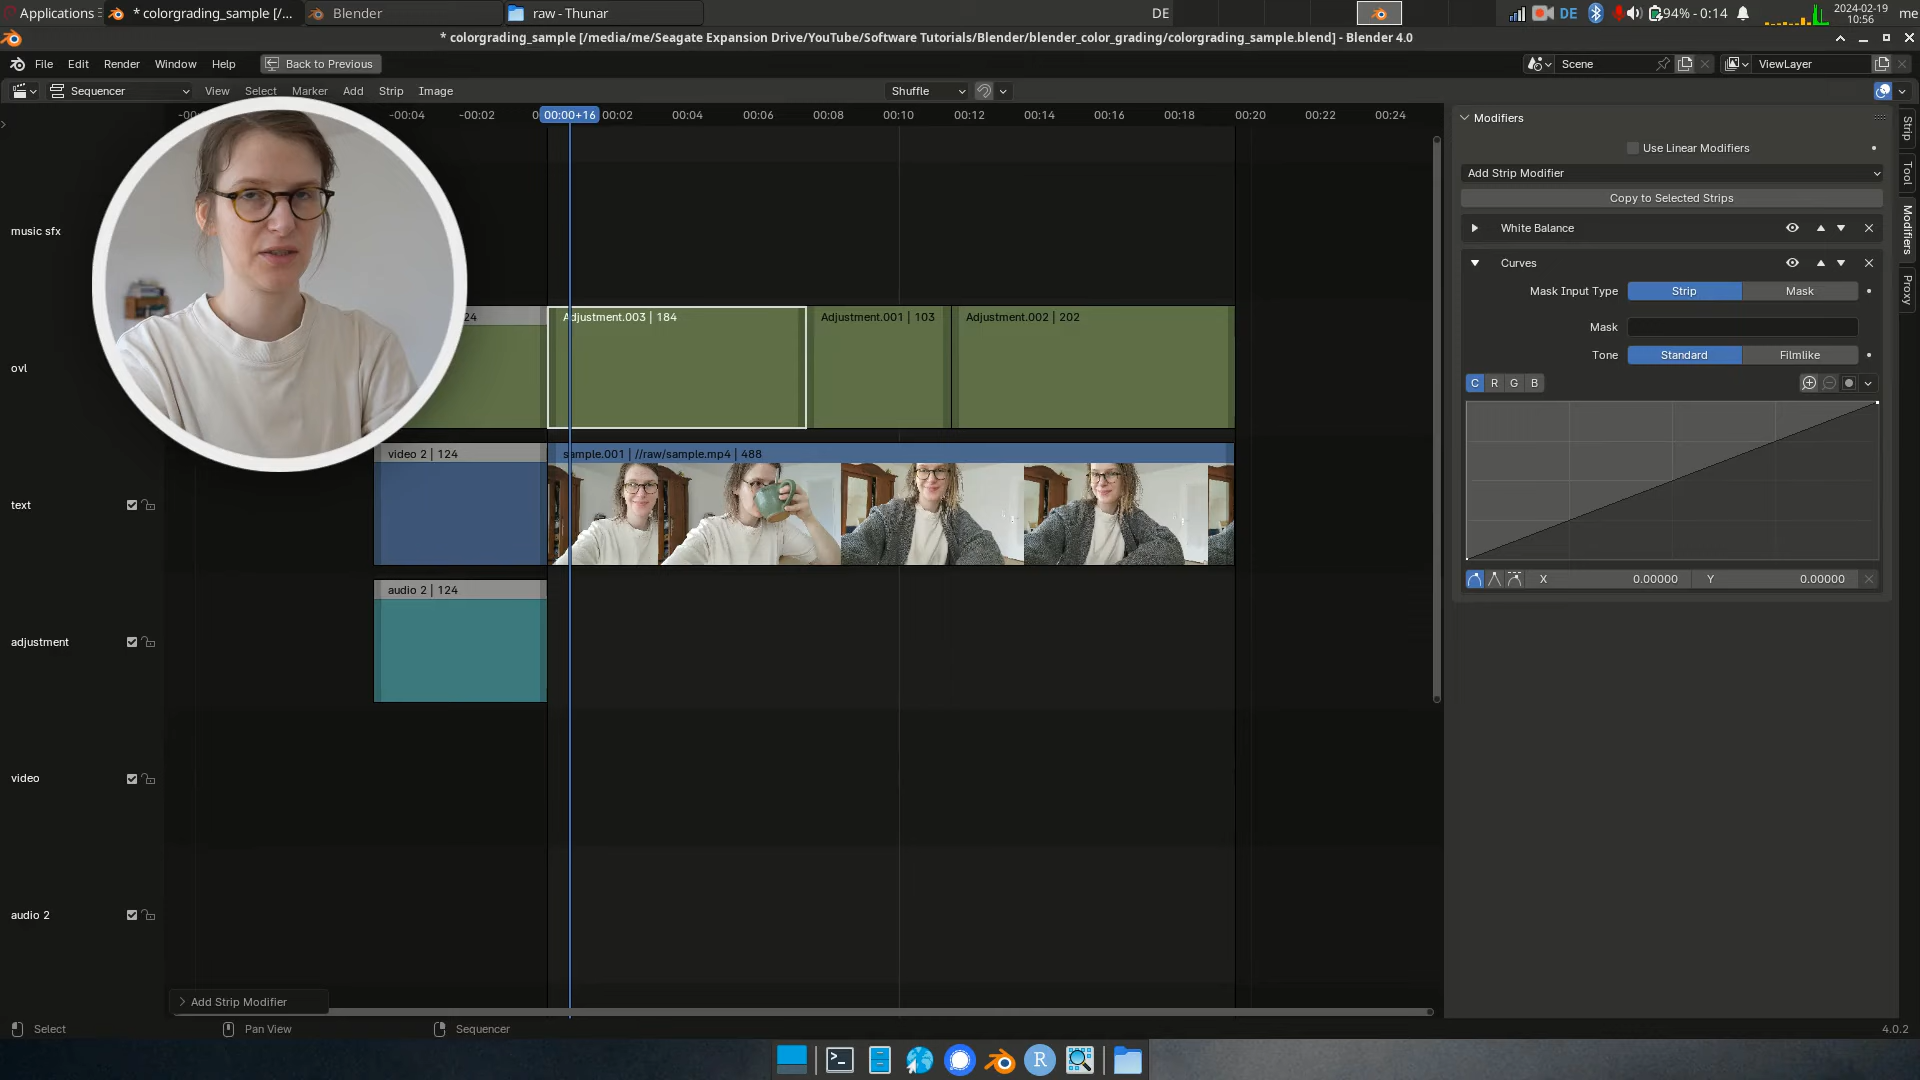 Applications
* colorgrading_sample [/...
Blender
raw - Thunar
DE
DE
94% - 0:14
2024-02-19
10:56
me
* colorgrading_sample [/media/me/Seagate Expansion Drive/YouTube/Software Tutorials/Blender/blender_color_grading/colorgrading_sample.blend] - Blender 4.0
File Edit Render Window Help
Back to Previous
Scene
ViewLayer
Sequencer
View Select Marker Add Strip Image
Shuffle
-00:04 -00:02 00:00+16 00:02 00:04 00:06 00:08 00:10 00:12 00:14 00:16 00:18 00:20 00:22 00:24
music sfx
ovl
text
adjustment
video
audio 2
24
Adjustment.003 | 184
Adjustment.001 | 103
Adjustment.002 | 202
video 2 | 124
sample.001 | //raw/sample.mp4 | 488
audio 2 | 124
Add Strip Modifier
Modifiers
Use Linear Modifiers
Add Strip Modifier
Copy to Selected Strips
White Balance
Curves
Mask Input Type Strip Mask
Mask
Tone Standard Filmlike
C R G B
X 0.00000 Y 0.00000
Strip
Tool
Modifiers
Proxy
Select
Pan View
Sequencer
4.0.2
R